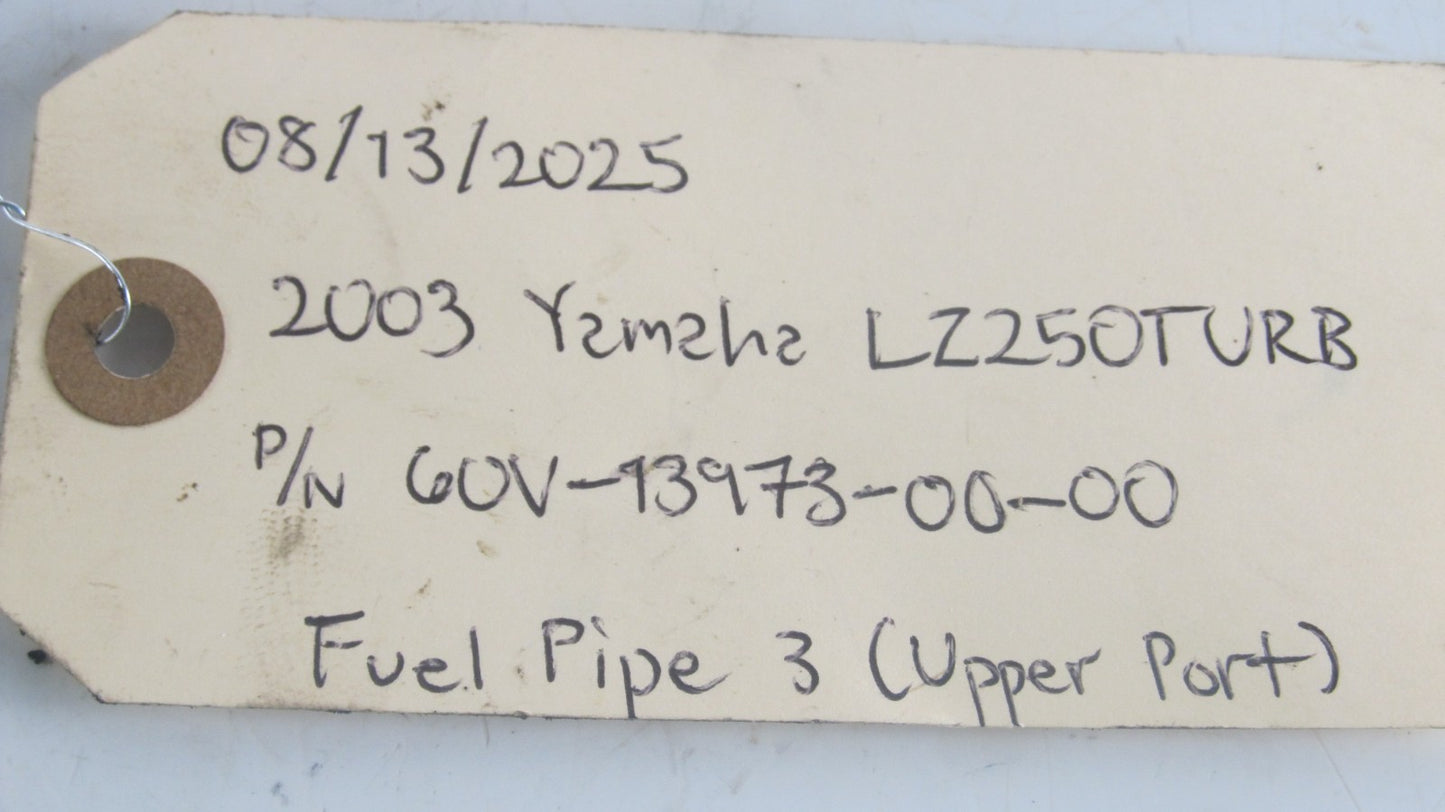 08/13/2025
2003 Yamaha LZ250TURB
P/N 60V-13973-00-00
Fuel Pipe 3 (Upper Port)